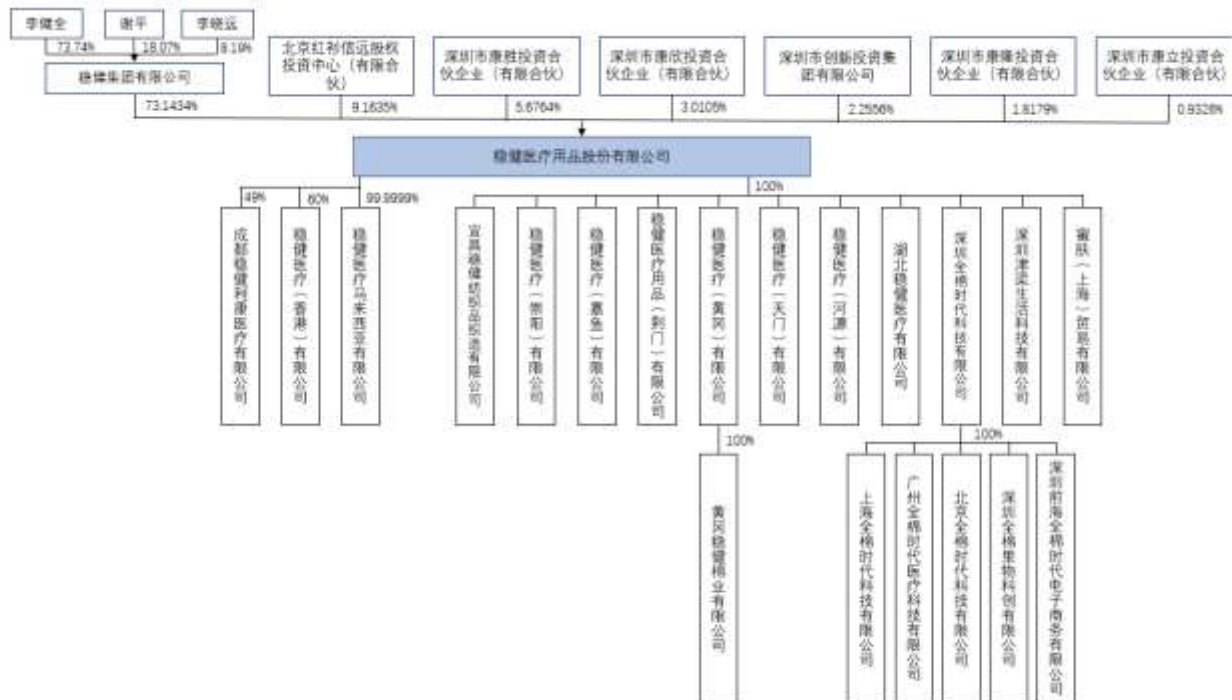 李健全
谢平
李晓远
73.74%
18.07%
8.19%
稳健集团有限公司
北京红杉信远股权
投资中心(有限合
伙)
深圳市康胜投资合
伙企业(有限合伙)
深圳市康欣投资合
伙企业(有限合伙)
深圳市创新投资集
团有限公司
深圳市康隆投资合
伙企业(有限合伙)
深圳市康立投资合
伙企业(有限合伙)
73.1434%
9.1635%
5.6764%
3.0105%
2.2556%
1.8179%
0.9328%
稳健医疗用品股份有限公司
49%
60%
99.9999%
100%
成都稳健利康医疗有限公司
稳健医疗(香港)有限公司
稳健医疗马来西亚有限公司
宜昌稳健纺织品织造有限公司
稳健医疗(崇阳)有限公司
稳健医疗(嘉鱼)有限公司
稳健医疗用品(荆门)有限公司
稳健医疗(黄冈)有限公司
稳健医疗(天门)有限公司
稳健医疗(河源)有限公司
湖北稳健医疗有限公司
深圳全棉时代科技有限公司
深圳津梁生活科技有限公司
蜜肤(上海)贸易有限公司
100%
100%
黄冈稳健棉业有限公司
上海全棉时代科技有限公司
广州全棉时代医疗科技有限公司
北京全棉时代科技有限公司
深圳全棉里物科创有限公司
深圳前海全棉时代电子商务有限公司